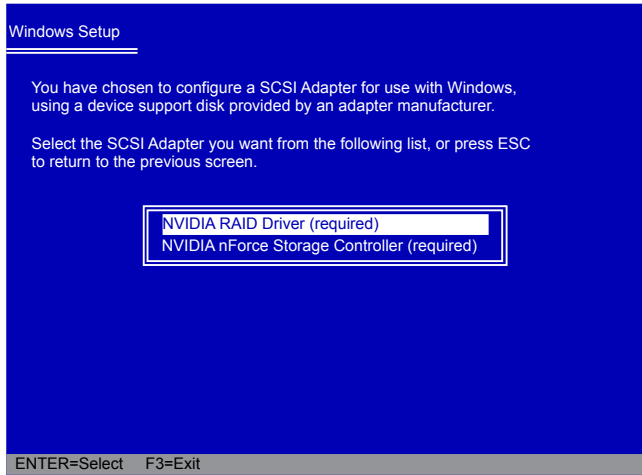 Windows Setup
You have chosen to configure a SCSI Adapter for use with Windows,
using a device support disk provided by an adapter manufacturer.
Select the SCSI Adapter you want from the following list, or press ESC
to return to the previous screen.
NVIDIA RAID Driver (required)
NVIDIA nForce Storage Controller (required)
ENTER=Select F3=Exit